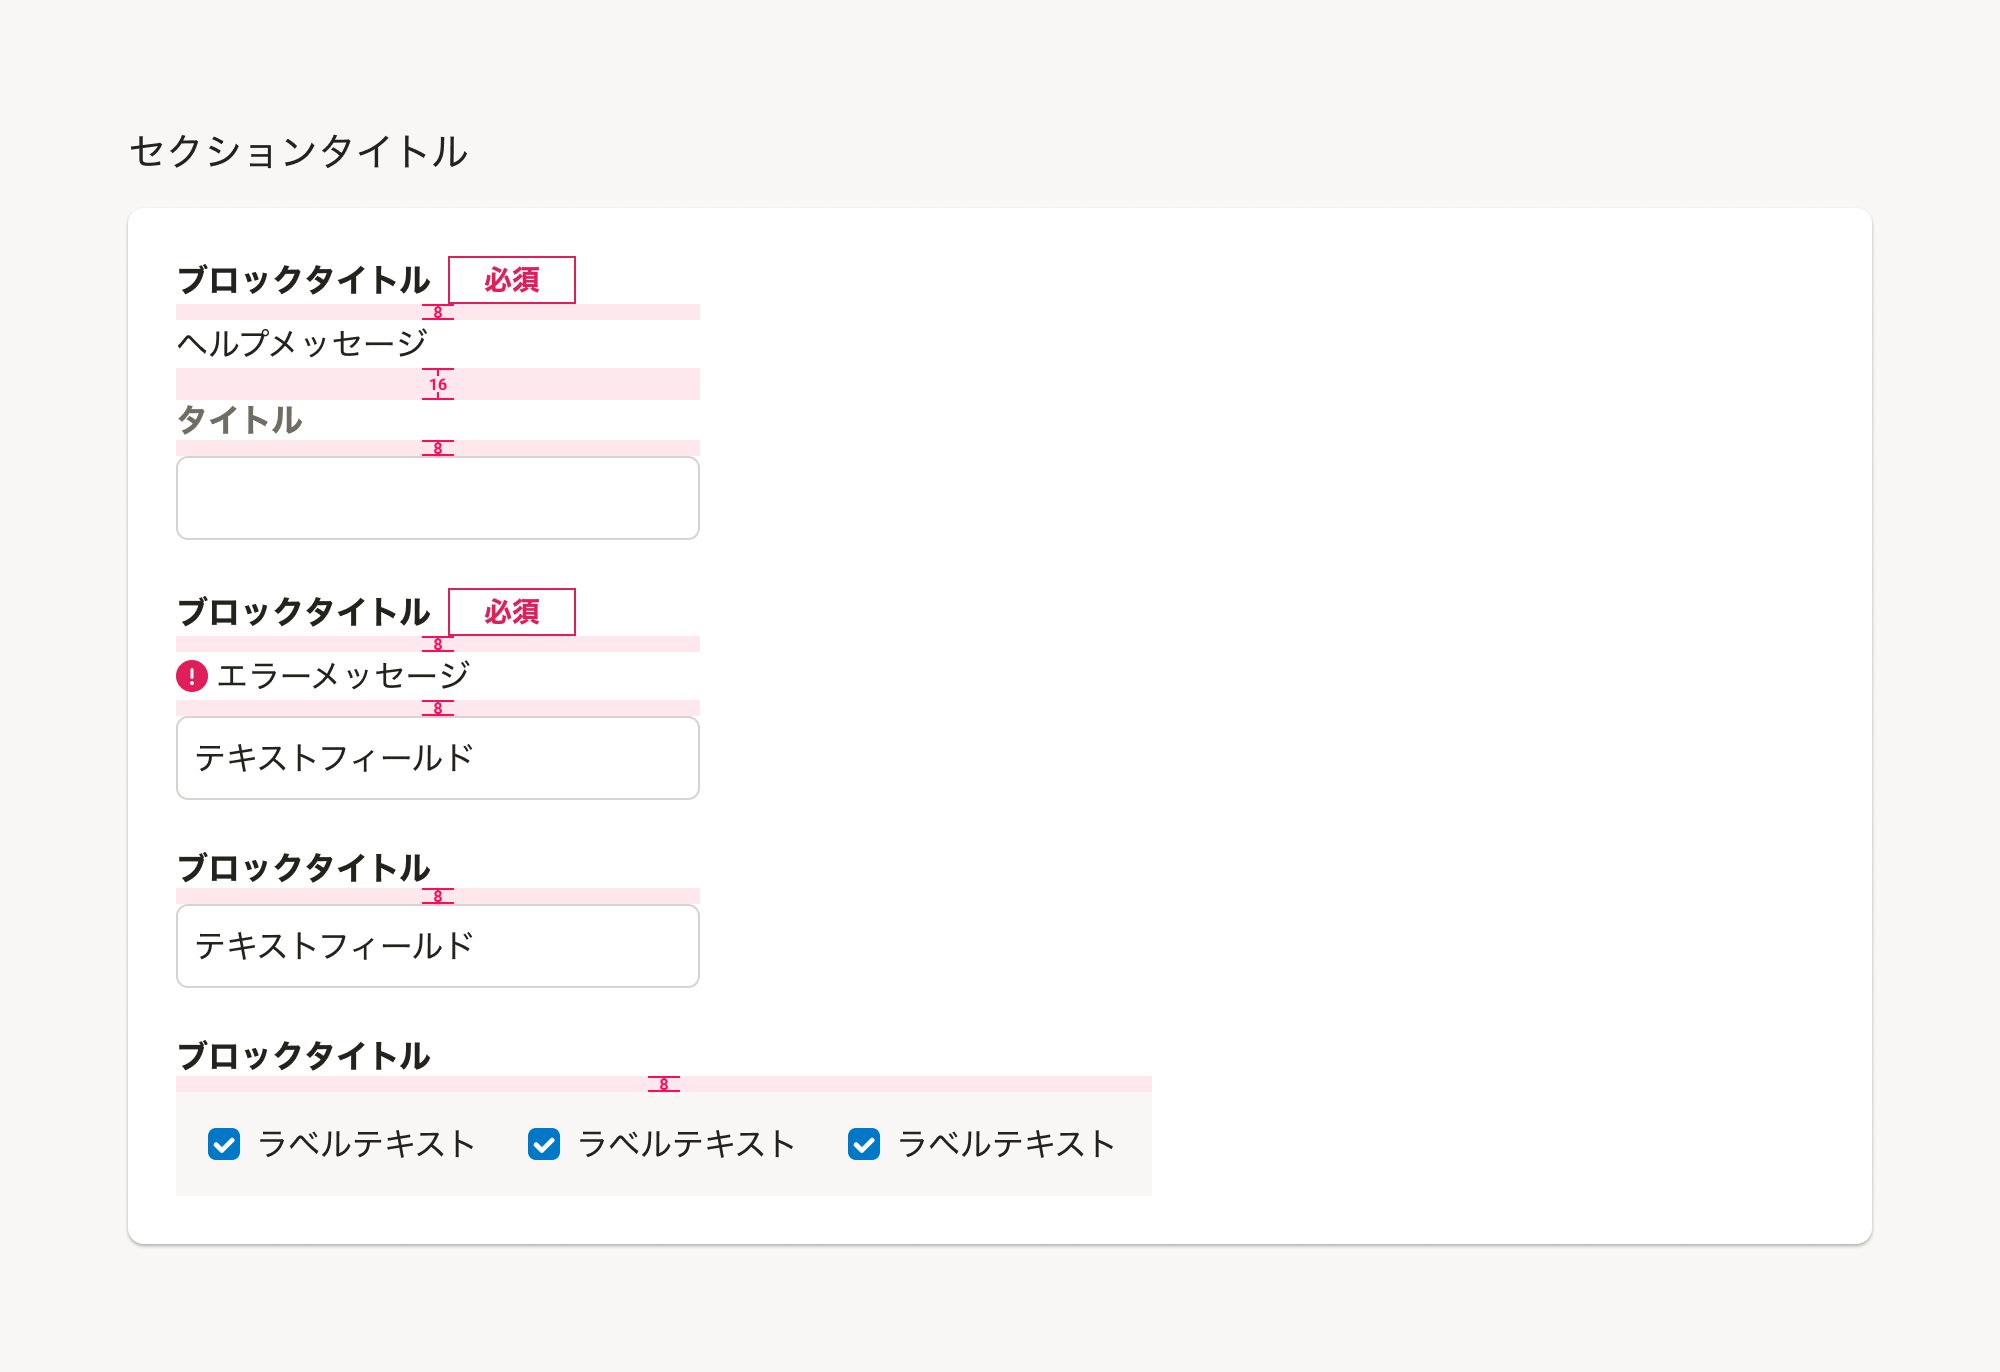 セクションタイトル
ブロックタイトル 必須
8
ヘルプメッセージ
16
タイトル
8
ブロックタイトル 必須
8
エラーメッセージ
8
テキストフィールド
ブロックタイトル
8
テキストフィールド
ブロックタイトル
8
ラベルテキスト ラベルテキスト ラベルテキスト